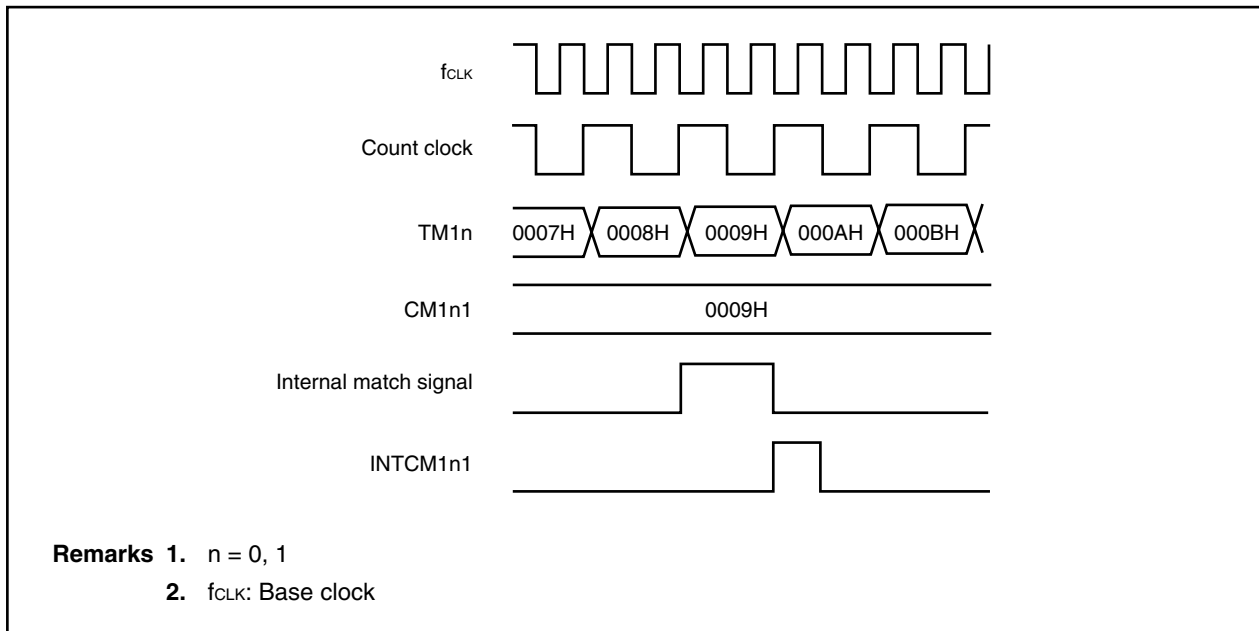 fCLK
Count clock
TM1n 0007H 0008H 0009H 000AH 000BH
CM1n1 0009H
Internal match signal
INTCM1n1
Remarks 1. n = 0, 1
2. fCLK: Base clock